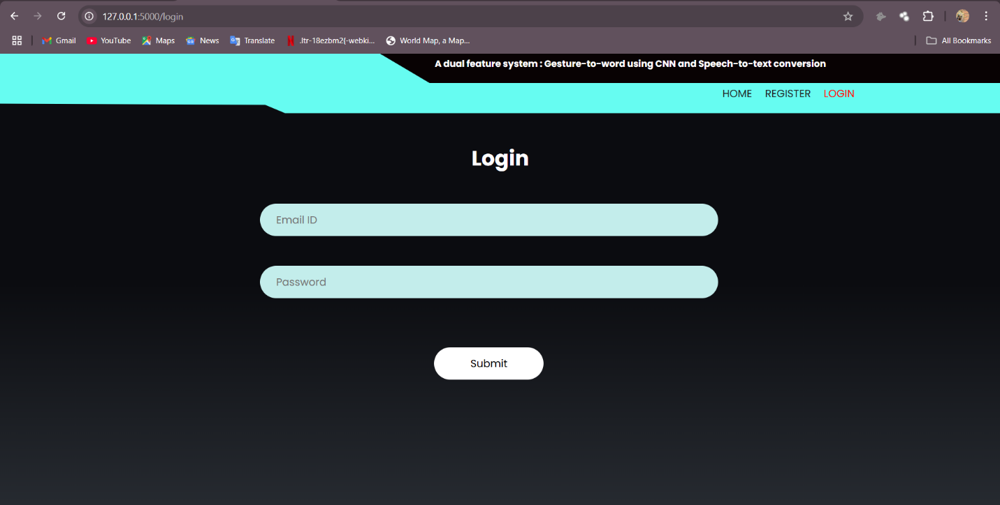 127.0.0.1:5000/login
Gmail YouTube Maps News Translate .ltr-18ezbm2{-webki... World Map, a Map... All Bookmarks
A dual feature system : Gesture-to-word using CNN and Speech-to-text conversion
HOME REGISTER LOGIN
Login
Email ID
Password
Submit